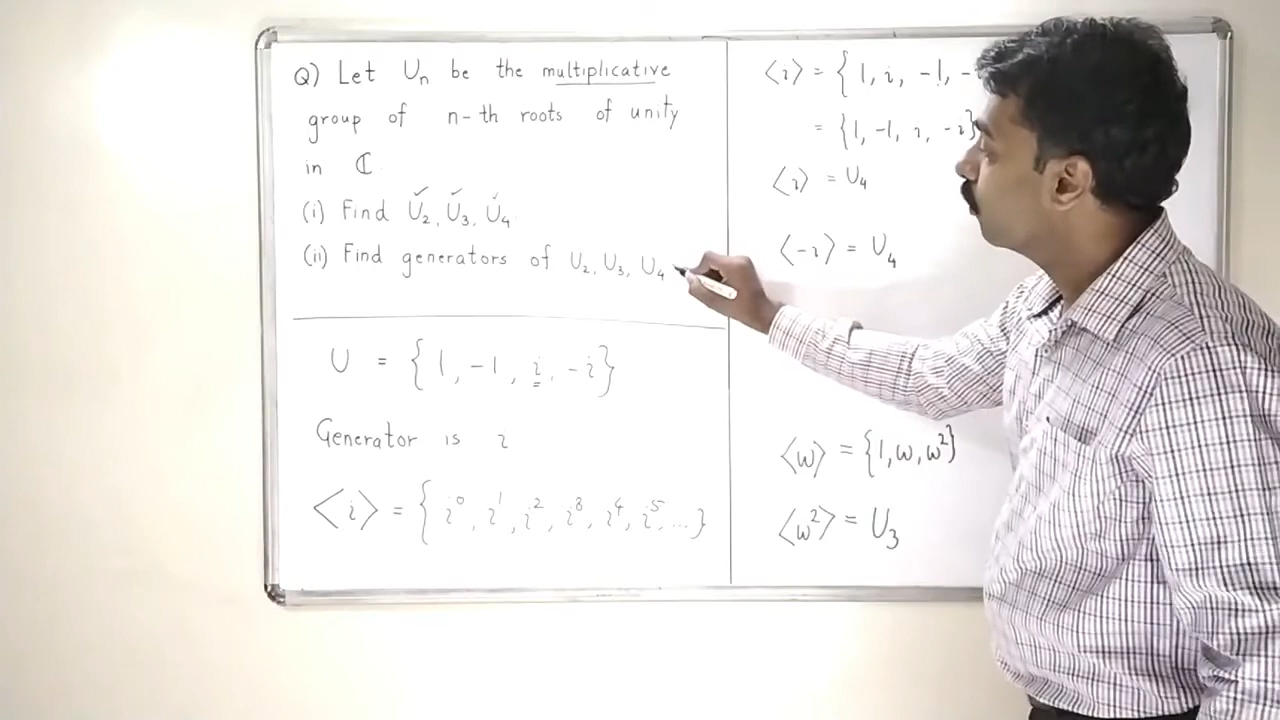 Q) Let Uₙ be the multiplicative
group of n-th roots of unity
in ℂ.
(i) Find U₂, U₃, U₄
(ii) Find generators of U₂, U₃, U₄
U = {1, -1, i, -i}
Generator is i
⟨i⟩ = { i⁰, i¹, i², i³, i⁴, i⁵, ...}
⟨i⟩ = { 1, i, -1, -
= {1, -1, i, -i}
⟨i⟩ = U₄
⟨-i⟩ = U₄
⟨w⟩ = {1, w, w²}
⟨w²⟩ = U₃